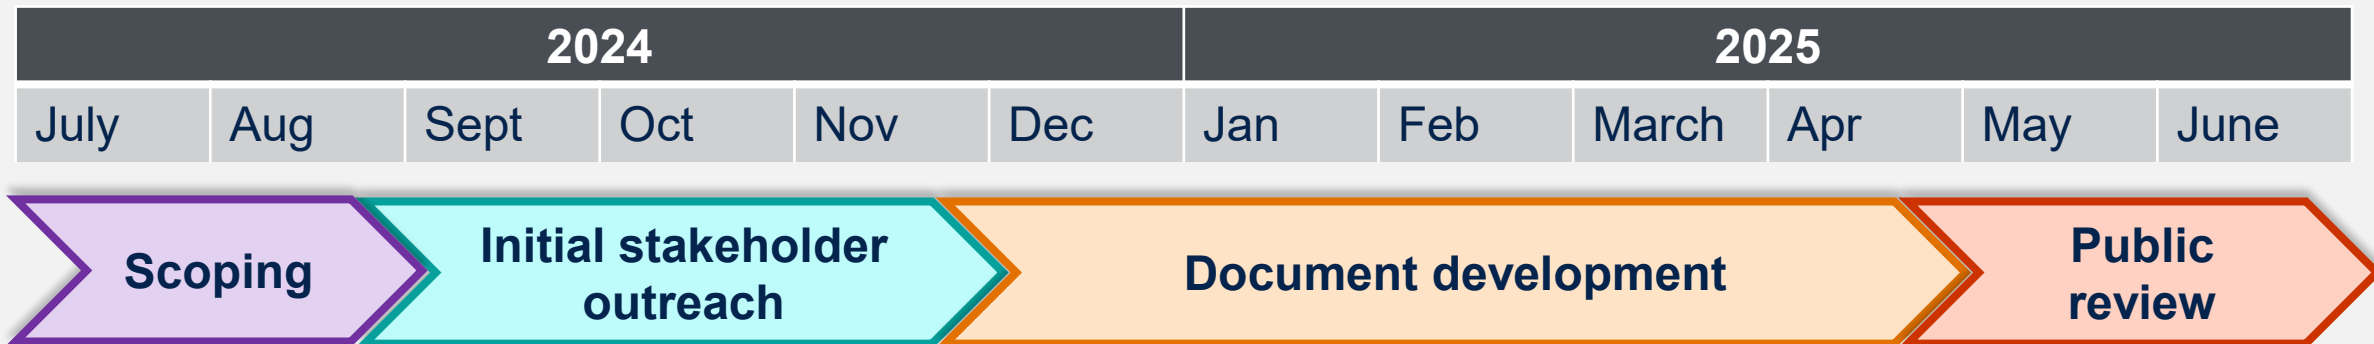 2024 2025
July Aug Sept Oct Nov Dec Jan Feb March Apr May June
Scoping
Initial stakeholder
outreach
Document development
Public
review